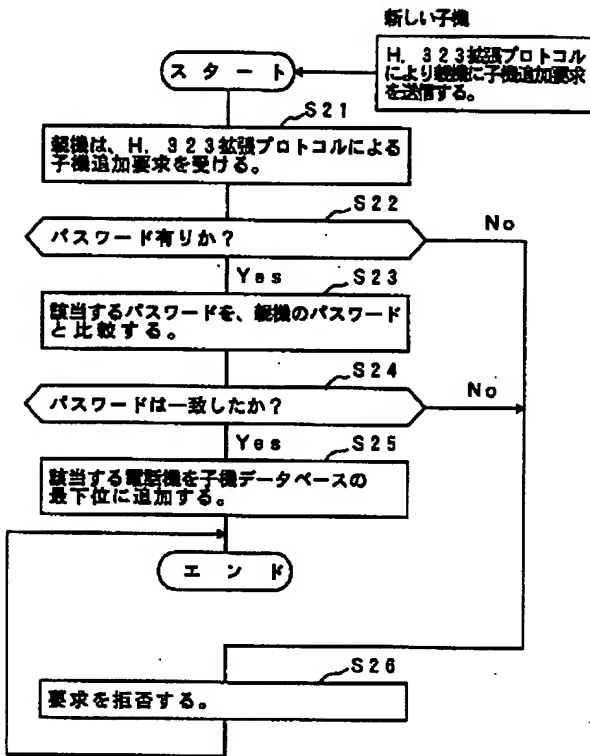 新しい子機
H. 323拡張プロトコル
により親機に子機追加要求
を送信する。
スタート
S21
親機は、H. 323拡張プロトコルによる
子機追加要求を受ける。
S22
パスワード有りか?
No
Yes
S23
該当するパスワードを、親機のパスワード
と比較する。
S24
パスワードは一致したか?
No
Yes
S25
該当する電話機を子機データベースの
最下位に追加する。
エンド
S26
要求を拒否する。